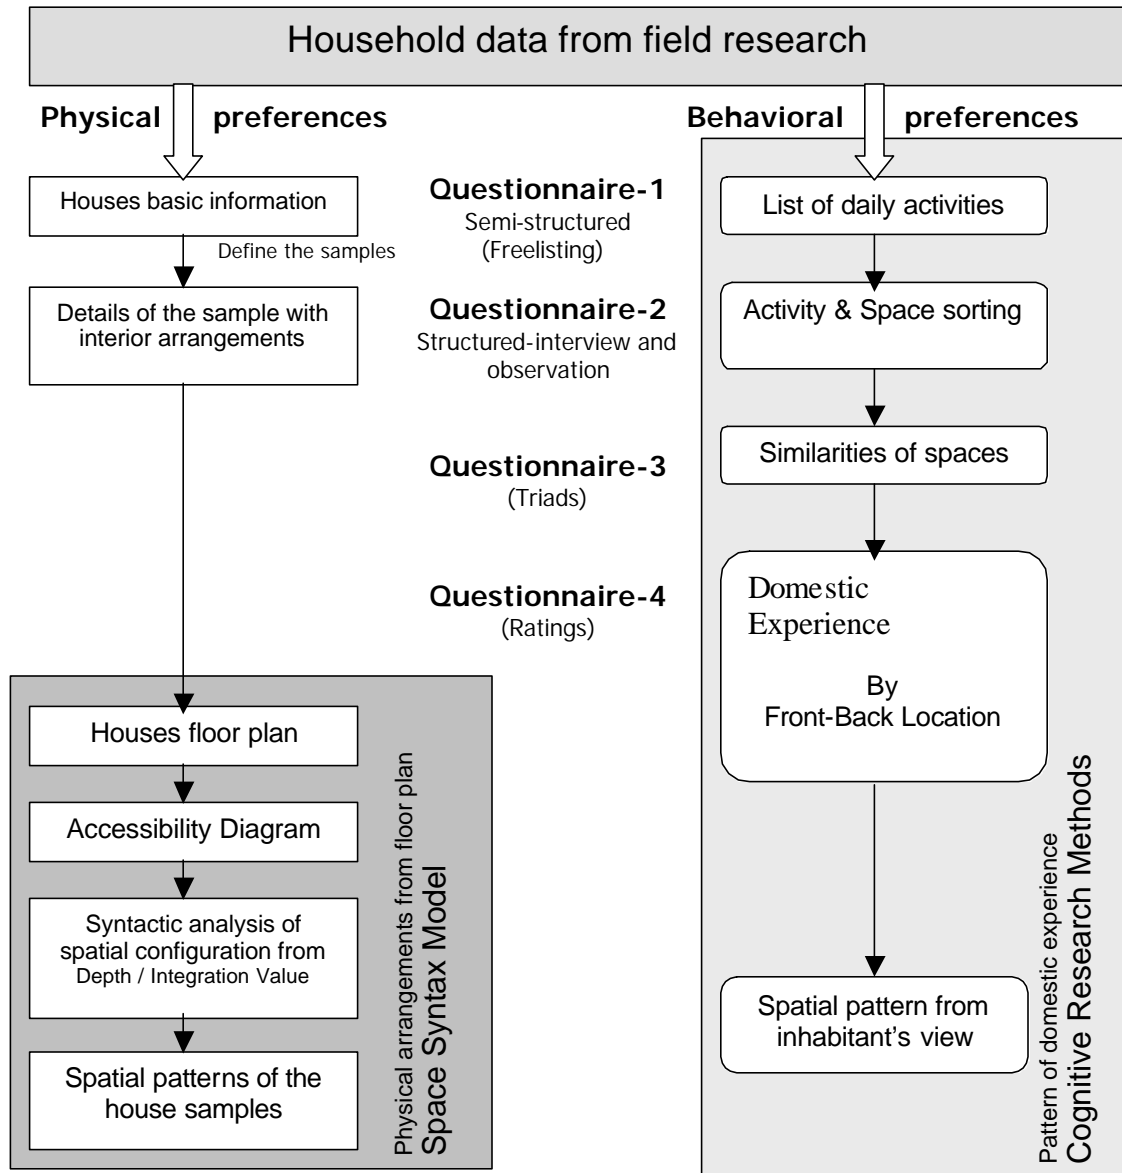 Household data from field research
Physical preferences
Behavioral preferences
Houses basic information
Define the samples
Details of the sample with
interior arrangements
Questionnaire-1
Semi-structured
(Freelisting)
Questionnaire-2
Structured-interview and
observation
Questionnaire-3
(Triads)
Questionnaire-4
(Ratings)
List of daily activities
Activity & Space sorting
Similarities of spaces
Domestic
Experience
By
Front-Back Location
Spatial pattern from
inhabitant's view
Pattern of domestic experience
Cognitive Research Methods
Houses floor plan
Accessibility Diagram
Syntactic analysis of
spatial configuration from
Depth / Integration Value
Spatial patterns of the
house samples
Physical arrangements from floor plan
Space Syntax Model